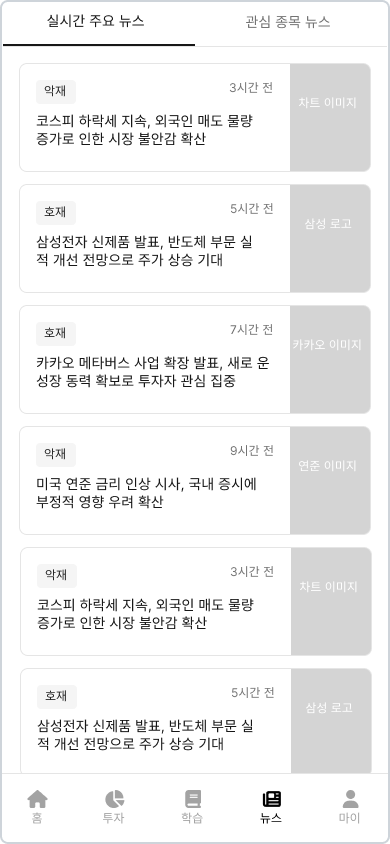 실시간 주요 뉴스
관심 종목 뉴스
악재
3시간 전
코스피 하락세 지속, 외국인 매도 물량
증가로 인한 시장 불안감 확산
차트 이미지
호재
5시간 전
삼성전자 신제품 발표, 반도체 부문 실
적 개선 전망으로 주가 상승 기대
삼성 로고
호재
7시간 전
카카오 메타버스 사업 확장 발표, 새로 운
성장 동력 확보로 투자자 관심 집중
카카오 이미지
악재
9시간 전
미국 연준 금리 인상 시사, 국내 증시에
부정적 영향 우려 확산
연준 이미지
악재
3시간 전
코스피 하락세 지속, 외국인 매도 물량
증가로 인한 시장 불안감 확산
차트 이미지
호재
5시간 전
삼성전자 신제품 발표, 반도체 부문 실
적 개선 전망으로 주가 상승 기대
삼성 로고
홈
투자
학습
뉴스
마이